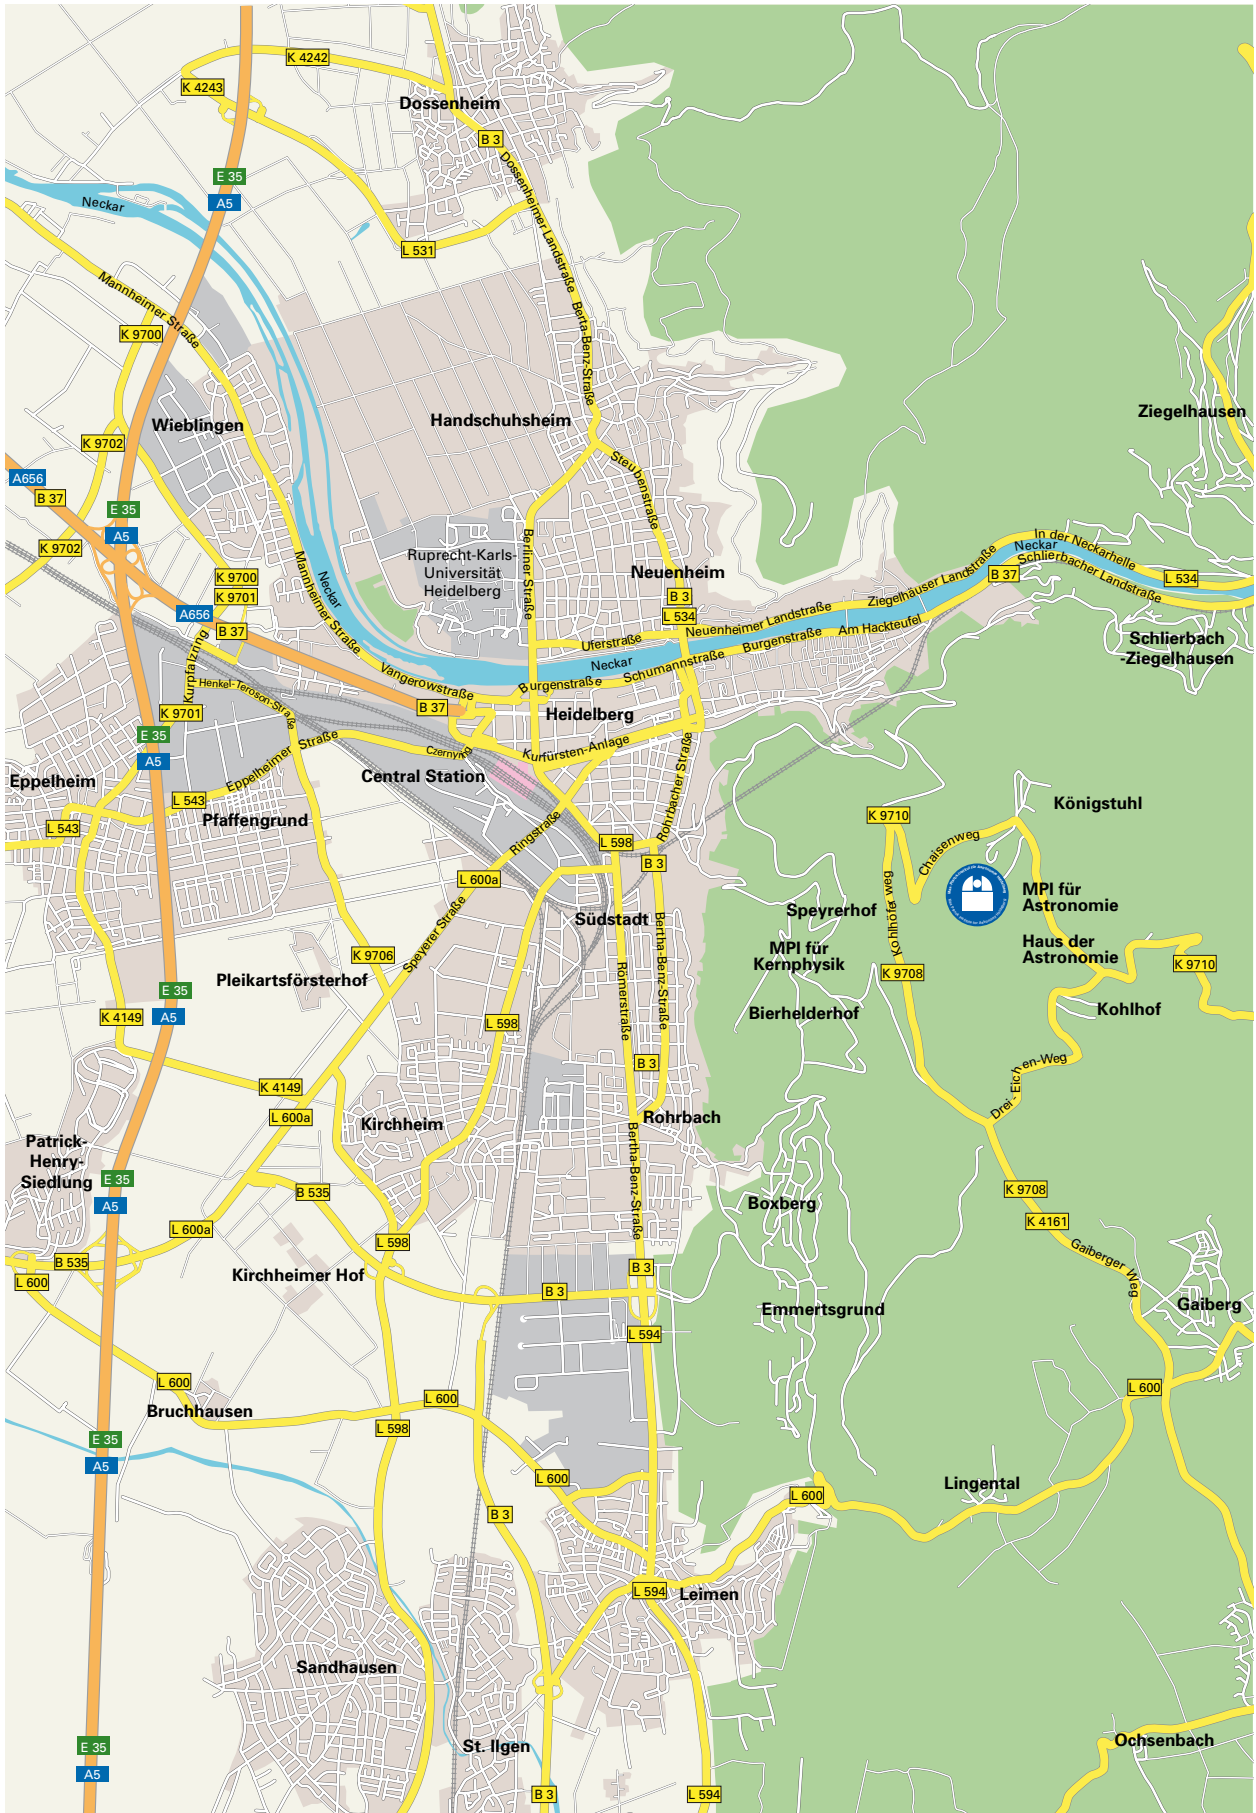 K 4242
K 4243
Dossenheim
B 3
E 35
A5
Neckar
Dossenheimer Landstraße
L 531
Mannheimer Straße
Berta-Benz-Straße
K 9700
Ziegelhausen
Handschuhsheim
Wieblingen
K 9702
Steubenstraße
A656
B 37
E 35
A5
K 9702
Berliner Straße
Ruprecht-Karls-
Universität
Heidelberg
Neuenheim
In der Neckarhelle
Neckar
Schlierbacher Landstraße
B 37
L 534
K 9700
K 9701
Mannheimer Straße
Neckar
B 3
L 534
Ziegelhäuser Landstraße
A656
B 37
Neuenheimer Landstraße
Uferstraße
Am Hackteufel
Burgenstraße
Schlierbach
-Ziegelhausen
Kurpfalzring
Neckar
Schumannstraße
Burgenstraße
Vangerowstraße
Henkel-Teroson-Straße
B 37
K 9701
Heidelberg
E 35
A5
Eppelheimer Straße
Czernyring
Kurfürsten-Anlage
Central Station
Rohrbacher Straße
Eppelheim
L 543
Pfaffengrund
L 543
Königstuhl
K 9710
Chaisenweg
Ringstraße
L 598
B 3
L 600a
MPI für
Astronomie
Speyrerhof
Kohlhofweg
Südstadt
Speyerer Straße
Bertha-Benz-Straße
Haus der
Astronomie
MPI für
Kernphysik
K 9706
K 9710
K 9708
Pleikartsförsterhof
Römerstraße
E 35
A5
K 4149
Bierhelderhof
Kohlhof
L 598
B 3
Drei-Eichen-Weg
K 4149
L 600a
Kirchheim
Rohrbach
Patrick-
Henry-
Siedlung
E 35
A5
Bertha-Benz-Straße
B 535
K 9708
K 4161
Boxberg
L 600a
L 598
Gaiberger Weg
B 535
L 600
Kirchheimer Hof
B 3
B 3
Emmertsgrund
Gaiberg
L 594
L 600
L 600
L 600
Bruchhausen
L 598
E 35
A5
L 600
Lingental
L 600
B 3
L 594
Leimen
Sandhausen
St. Ilgen
E 35
A5
Ochsenbach
B 3
L 594